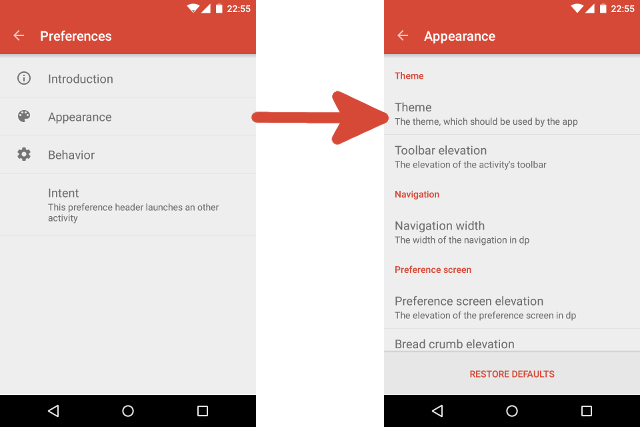 22:55
Preferences
Introduction
Appearance
Behavior
Intent
This preference header launches an other
activity
22:55
Appearance
Theme
Theme
The theme, which should be used by the app
Toolbar elevation
The elevation of the activity's toolbar
Navigation
Navigation width
The width of the navigation in dp
Preference screen
Preference screen elevation
The elevation of the preference screen in dp
Bread crumb elevation
RESTORE DEFAULTS